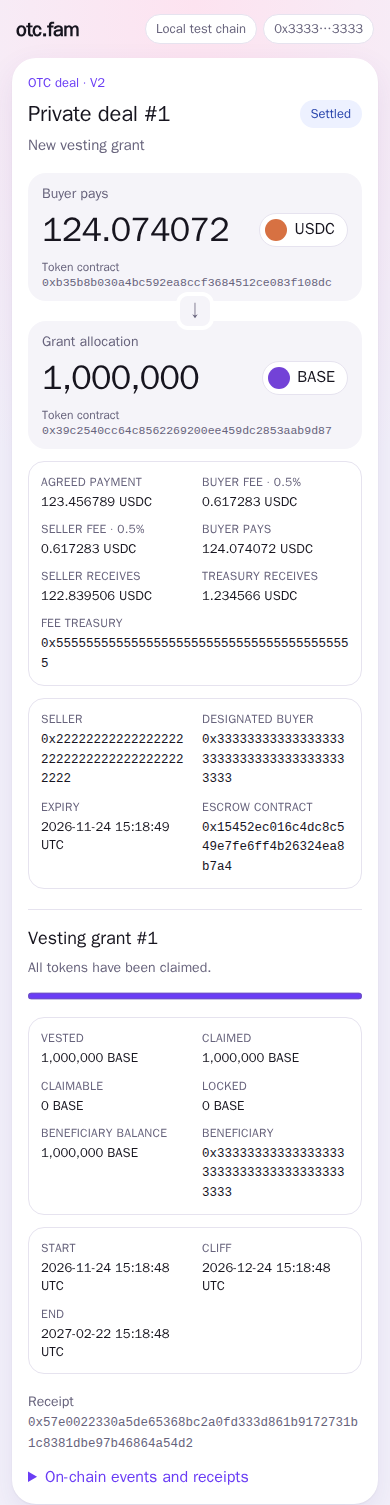 otc.fam
Local test chain
0x3333···3333
OTC deal · V2
Private deal #1
Settled
New vesting grant
Buyer pays
124.074072
USDC
Token contract
0xb35b8b030a4bc592ea8ccf3684512ce083f108dc
↓
Grant allocation
1,000,000
BASE
Token contract
0x39c2540cc64c8562269200ee459dc2853aab9d87
AGREED PAYMENT
123.456789 USDC
BUYER FEE · 0.5%
0.617283 USDC
SELLER FEE · 0.5%
0.617283 USDC
BUYER PAYS
124.074072 USDC
SELLER RECEIVES
122.839506 USDC
TREASURY RECEIVES
1.234566 USDC
FEE TREASURY
0x555555555555555555555555555555555555555
5
SELLER
0x22222222222222222
2222222222222222222
2222
DESIGNATED BUYER
0x33333333333333333
3333333333333333333
3333
EXPIRY
2026-11-24 15:18:49
UTC
ESCROW CONTRACT
0x15452ec016c4dc8c5
49e7fe6ff4b26324ea8
b7a4
Vesting grant #1
All tokens have been claimed.
VESTED
1,000,000 BASE
CLAIMED
1,000,000 BASE
CLAIMABLE
0 BASE
LOCKED
0 BASE
BENEFICIARY BALANCE
1,000,000 BASE
BENEFICIARY
0x33333333333333333
3333333333333333333
3333
START
2026-11-24 15:18:48
UTC
CLIFF
2026-12-24 15:18:48
UTC
END
2027-02-22 15:18:48
UTC
Receipt
0x57e0022330a5de65368bc2a0fd333d861b9172731b
1c8381dbe97b46864a54d2
On-chain events and receipts